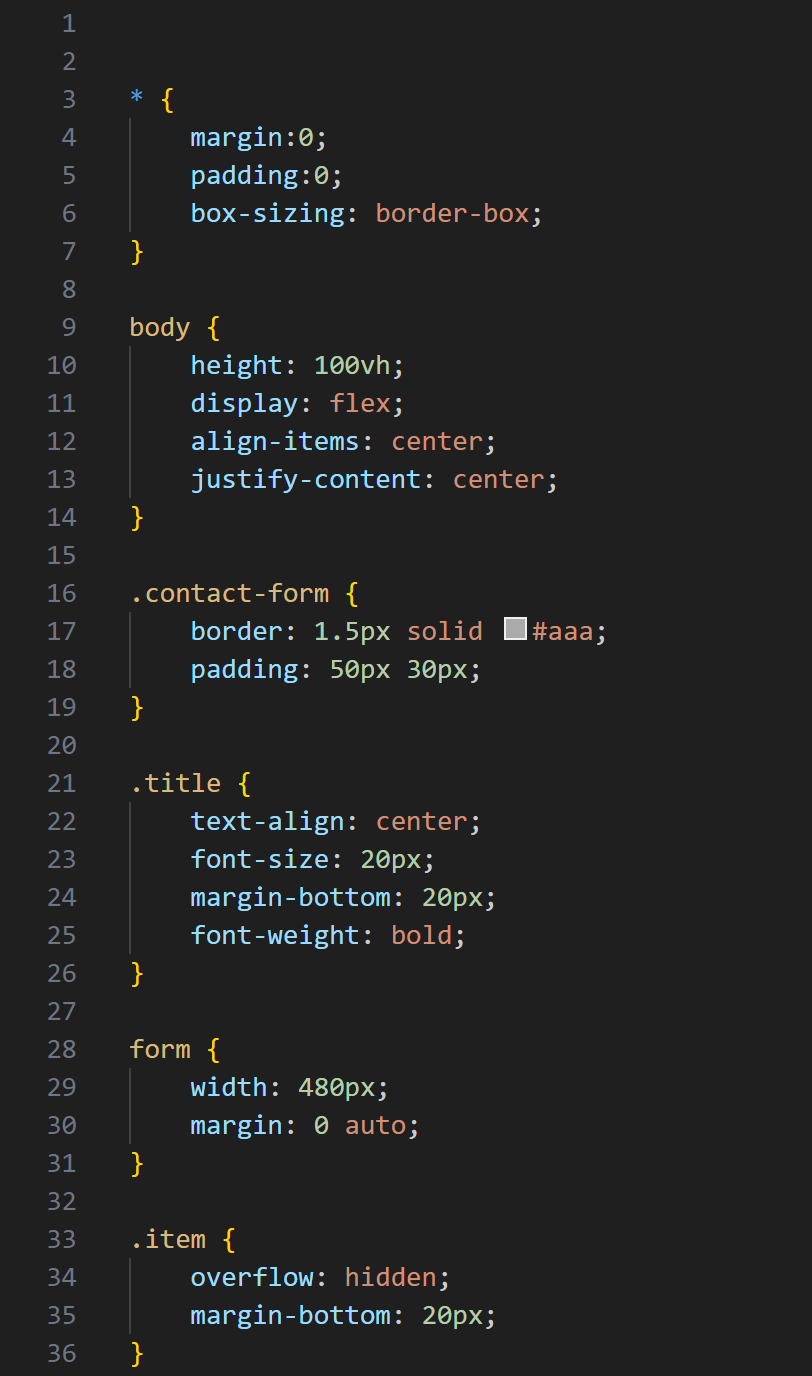 1
2
3 * {
4     margin:0;
5     padding:0;
6     box-sizing: border-box;
7 }
8
9 body {
10     height: 100vh;
11     display: flex;
12     align-items: center;
13     justify-content: center;
14 }
15
16 .contact-form {
17     border: 1.5px solid #aaa;
18     padding: 50px 30px;
19 }
20
21 .title {
22     text-align: center;
23     font-size: 20px;
24     margin-bottom: 20px;
25     font-weight: bold;
26 }
27
28 form {
29     width: 480px;
30     margin: 0 auto;
31 }
32
33 .item {
34     overflow: hidden;
35     margin-bottom: 20px;
36 }